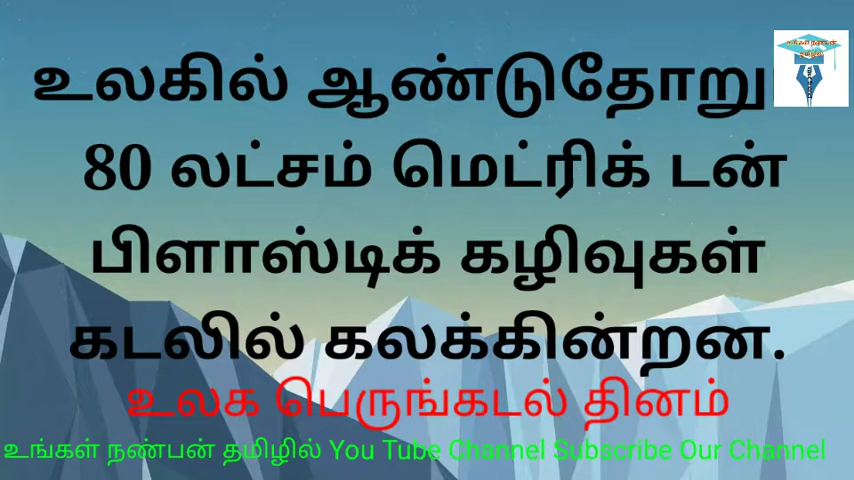 உலகில் ஆண்டுதோறு
80 லட்சம் மெட்ரிக் டன்
பிளாஸ்டிக் கழிவுகள்
கடலில் கலக்கின்றன.
உலக பெருங்கடல் தினம்
உங்கள் நண்பன் தமிழில் You Tube Channel Subscribe Our Channel